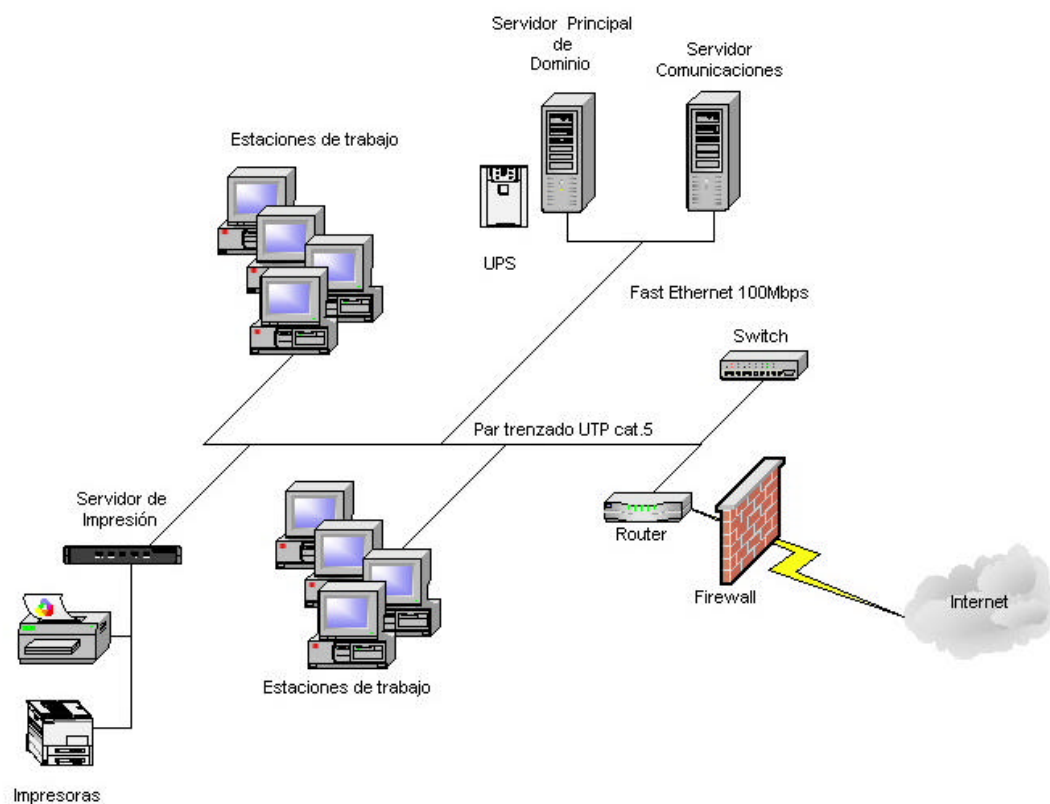 Servidor Principal
de
Dominio
Servidor
Comunicaciones
Estaciones de trabajo
UPS
Fast Ethernet 100Mbps
Switch
Par trenzado UTP cat.5
Servidor de
Impresión
Router
Firewall
Internet
Estaciones de trabajo
Impresoras